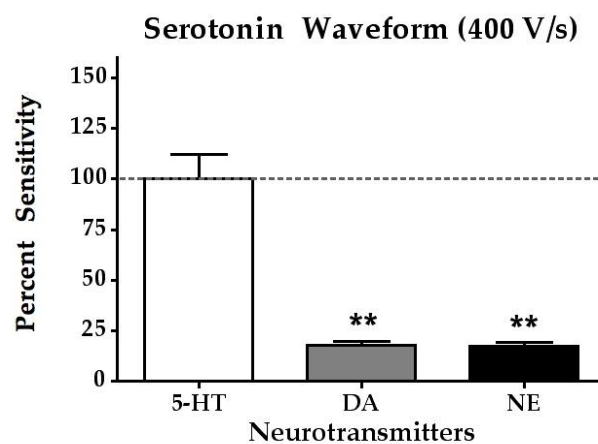 Serotonin Waveform (400 V/s)
Percent Sensitivity
150
125
100
75
50
25
0
**
**
5-HT
DA
NE
Neurotransmitters